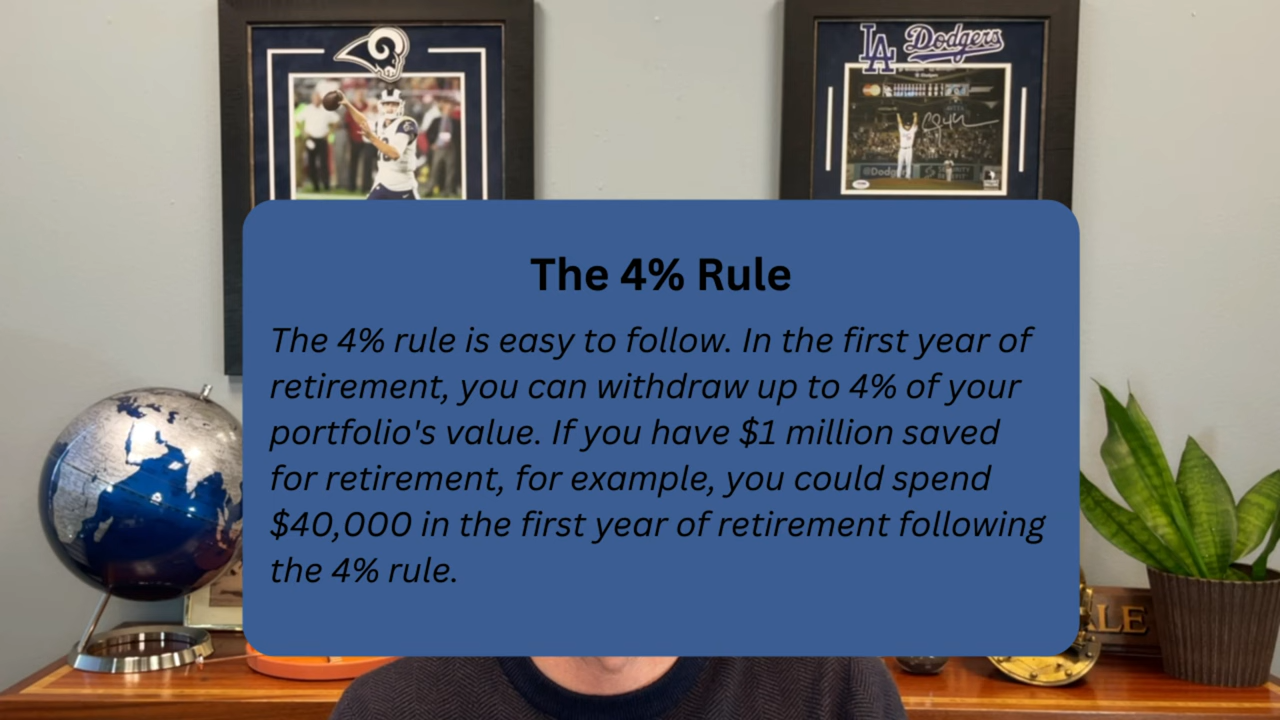 LA Dodgers
@Dodg
The 4% Rule
The 4% rule is easy to follow. In the first year of
retirement, you can withdraw up to 4% of your
portfolio's value. If you have $1 million saved
for retirement, for example, you could spend
$40,000 in the first year of retirement following
the 4% rule.
ALE